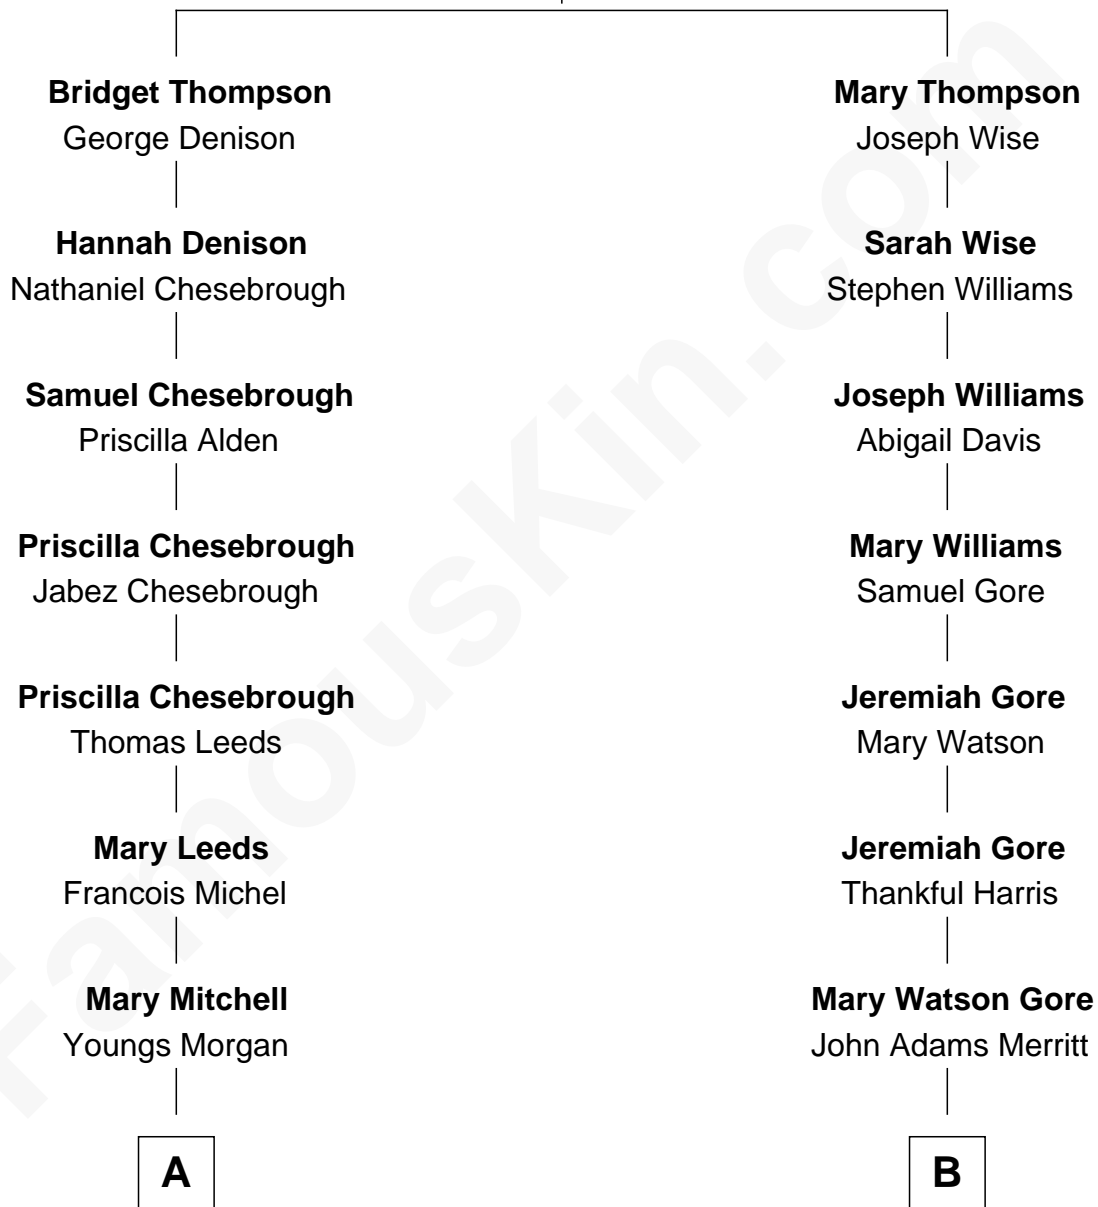 Bridget Thompson
George Denison
Hannah Denison
Nathaniel Chesebrough
Samuel Chesebrough
Priscilla Alden
Priscilla Chesebrough
Jabez Chesebrough
Priscilla Chesebrough
Thomas Leeds
Mary Leeds
Francois Michel
Mary Mitchell
Youngs Morgan
A
Mary Thompson
Joseph Wise
Sarah Wise
Stephen Williams
Joseph Williams
Abigail Davis
Mary Williams
Samuel Gore
Jeremiah Gore
Mary Watson
Jeremiah Gore
Thankful Harris
Mary Watson Gore
John Adams Merritt
B
FamousKin.com